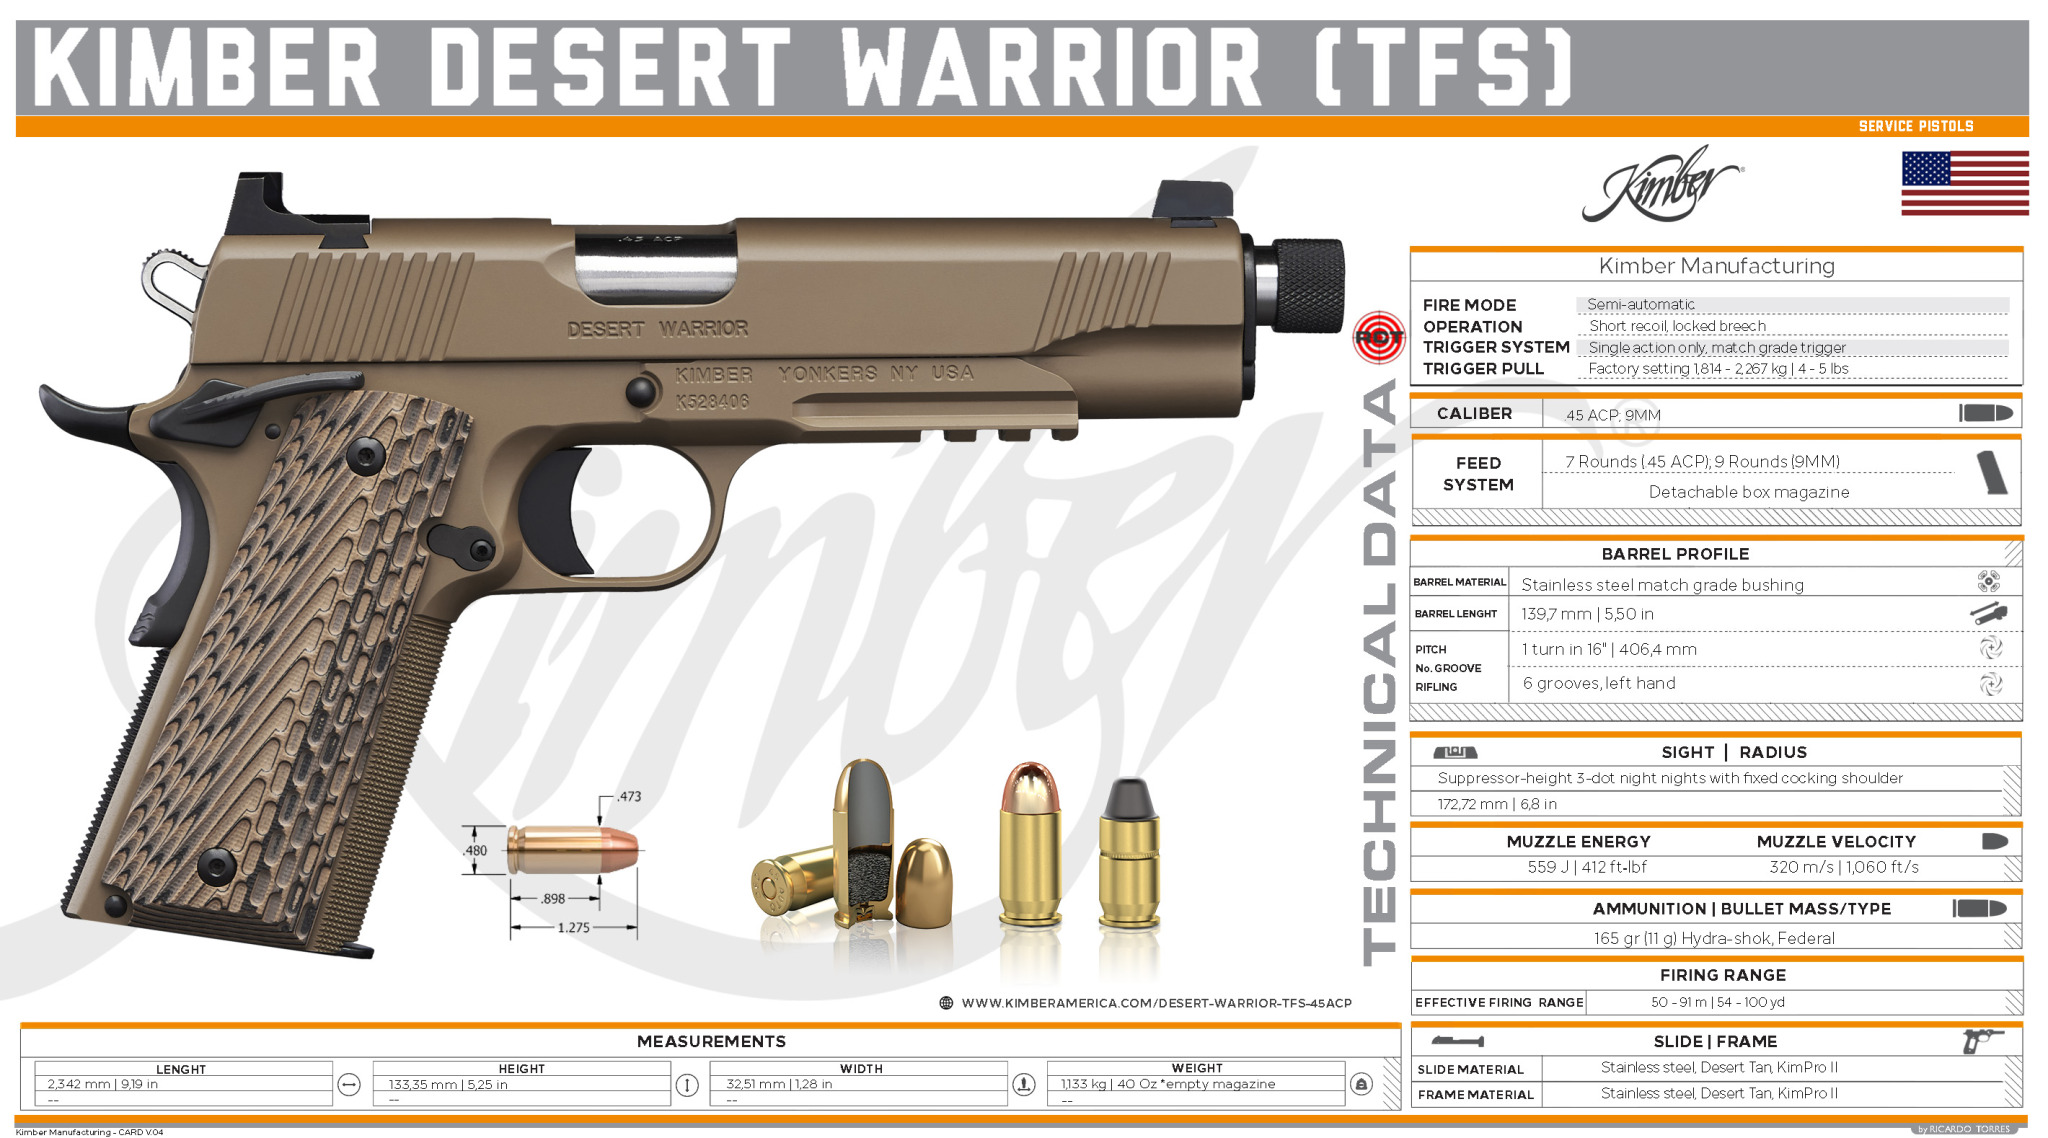 KIMBER DESERT WARRIOR (TFS)
SERVICE PISTOLS
Kimber
.45 ACP
DESERT WARRIOR
KIMBER YONKERS NY USA
K528406
RDT
TECHNICAL DATA
Kimber Manufacturing
FIRE MODE Semi-automatic
OPERATION Short recoil, locked breech
TRIGGER SYSTEM Single action only, match grade trigger
TRIGGER PULL Factory setting 1,814 - 2,267 kg | 4 - 5 lbs
CALIBER .45 ACP; 9MM
FEED SYSTEM 7 Rounds (.45 ACP); 9 Rounds (9MM)
Detachable box magazine
BARREL PROFILE
BARREL MATERIAL Stainless steel match grade bushing
BARREL LENGHT 139,7 mm | 5,50 in
PITCH 1 turn in 16" | 406,4 mm
No. GROOVE
RIFLING 6 grooves, left hand
SIGHT | RADIUS
Suppressor-height 3-dot night nights with fixed cocking shoulder
172,72 mm | 6,8 in
MUZZLE ENERGY MUZZLE VELOCITY
559 J | 412 ft-lbf 320 m/s | 1,060 ft/s
AMMUNITION | BULLET MASS/TYPE
165 gr (11 g) Hydra-shok, Federal
FIRING RANGE
EFFECTIVE FIRING RANGE 50 - 91 m | 54 - 100 yd
SLIDE | FRAME
SLIDE MATERIAL Stainless steel, Desert Tan, KimPro II
FRAME MATERIAL Stainless steel, Desert Tan, KimPro II
.473
.480
.898
1.275
WWW.KIMBERAMERICA.COM/DESERT-WARRIOR-TFS-45ACP
MEASUREMENTS
LENGHT HEIGHT WIDTH WEIGHT
2,342 mm | 9,19 in 133,35 mm | 5,25 in 32,51 mm | 1,28 in 1,133 kg | 40 Oz *empty magazine
-- -- -- --
Kimber Manufacturing - CARD V.04
by RICARDO TORRES